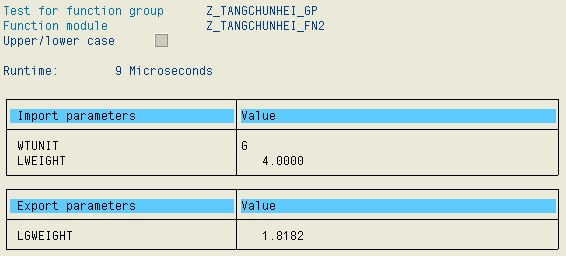 Test for function group Z_TANGCHUNHEI_GP
Function module Z_TANGCHUNHEI_FN2
Upper/lower case
Runtime: 9 Microseconds
Import parameters Value
WTUNIT G
LWEIGHT 4.0000
Export parameters Value
LGWEIGHT 1.8182